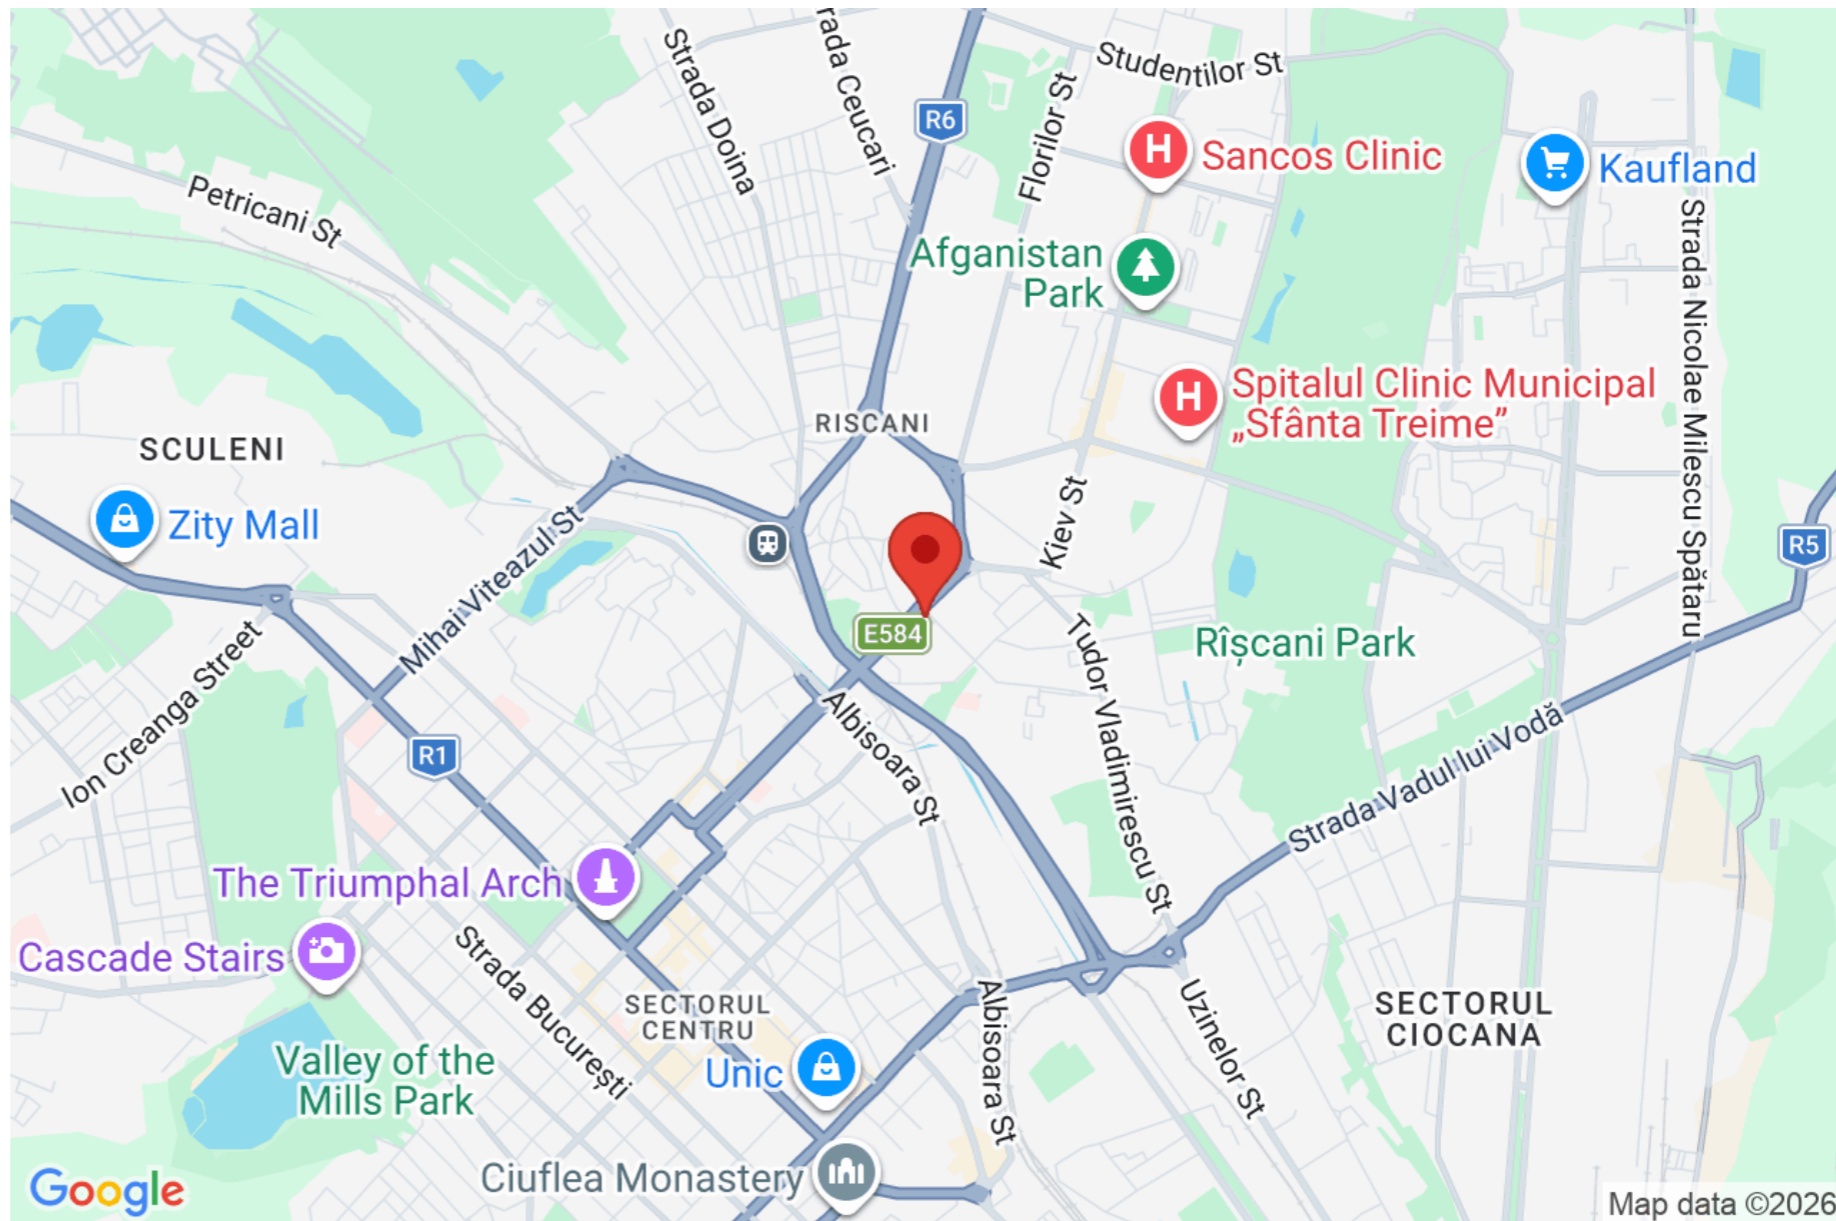 Strada Doina
rada Ceucari
Studentilor St
R6
Florilor St
Sancos Clinic
Kaufland
Petricani St
Afganistan
Park
Strada Nicolae Milescu Spătaru
Spitalul Clinic Municipal
„Sfânta Treime”
RISCANI
SCULENI
Zity Mall
Mihai Viteazul St
Kiev St
R5
E584
Rîșcani Park
Ion Creanga Street
Tudor Vladimirescu St
Albisoara St
R1
Strada Vadul lui Vodă
The Triumphal Arch
Cascade Stairs
Strada București
SECTORUL
CENTRU
Albisoara St
Uzinelor St
SECTORUL
CIOCANA
Valley of the
Mills Park
Unic
Ciuflea Monastery
Google
Map data ©2026